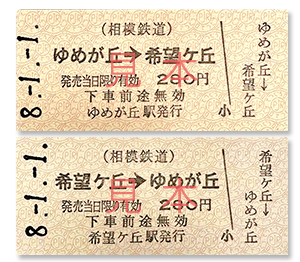 8.-1.-1.
(相模鉄道)
ゆめが丘→希望ケ丘
発売当日限り有効 280円
下車前途無効
ゆめが丘駅発行
見本
小
ゆめが丘→希望ケ丘
8.-1.-1.
(相模鉄道)
希望ケ丘→ゆめが丘
発売当日限り有効 280円
下車前途無効
希望ケ丘駅発行
見本
小
希望ケ丘→ゆめが丘